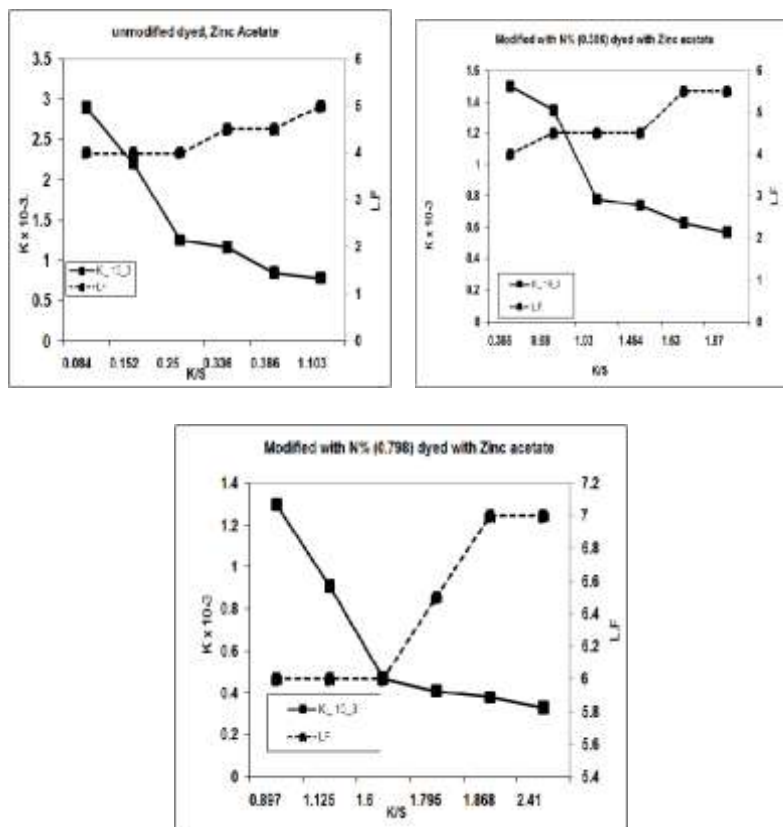 unmodified dyed, Zinc Acetate
3.5
3
2.5
2
1.5
1
0.5
0
K x 10-3.
6
5
4
3
2
1
0
L.F
LF
0.084 0.152 0.25 0.336 0.386 1.103
K/S
Modified with N% (0.386) dyed with Zinc acetate
1.6
1.4
1.2
1
0.8
0.6
0.4
0.2
0
K x 10-3
6
5
4
3
2
1
0
L.F
LF
1.03 1.63 1.87
K/S
Modified with N% (0.798) dyed with Zinc acetate
1.4
1.2
1
0.8
0.6
0.4
0.2
0
K x 10-3
7.2
7
6.8
6.6
6.4
6.2
6
5.8
5.6
5.4
L.F
LF
0.897 1.125 1.6 1.795 1.868 2.41
K/S